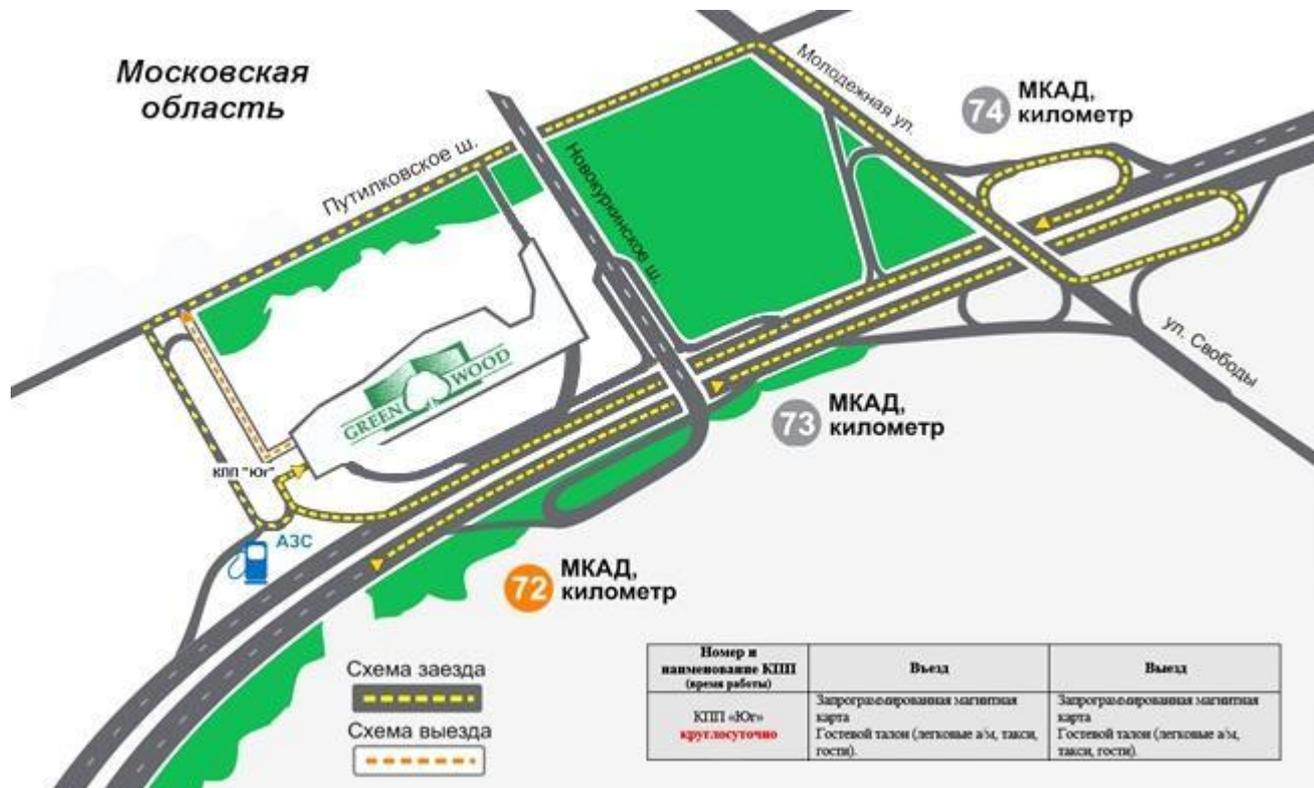 Московская
область
Путилковское ш.
Новокуркинское ш.
Молодежная ул.
74
МКАД,
километр
ул. Свободы
GREEN WOOD
73
МКАД,
километр
КПП "Юг"
АЗС
72
МКАД,
километр
Схема заезда
Схема выезда
Номер и
наименование КПП
(время работы)
Въезд
Выезд
КПП «Юг»
круглосуточно
Запрограммированная магнитная
карта
Гостевой талон (легковые а/м, такси,
гости).
Запрограммированная магнитная
карта
Гостевой талон (легковые а/м,
такси, гости).